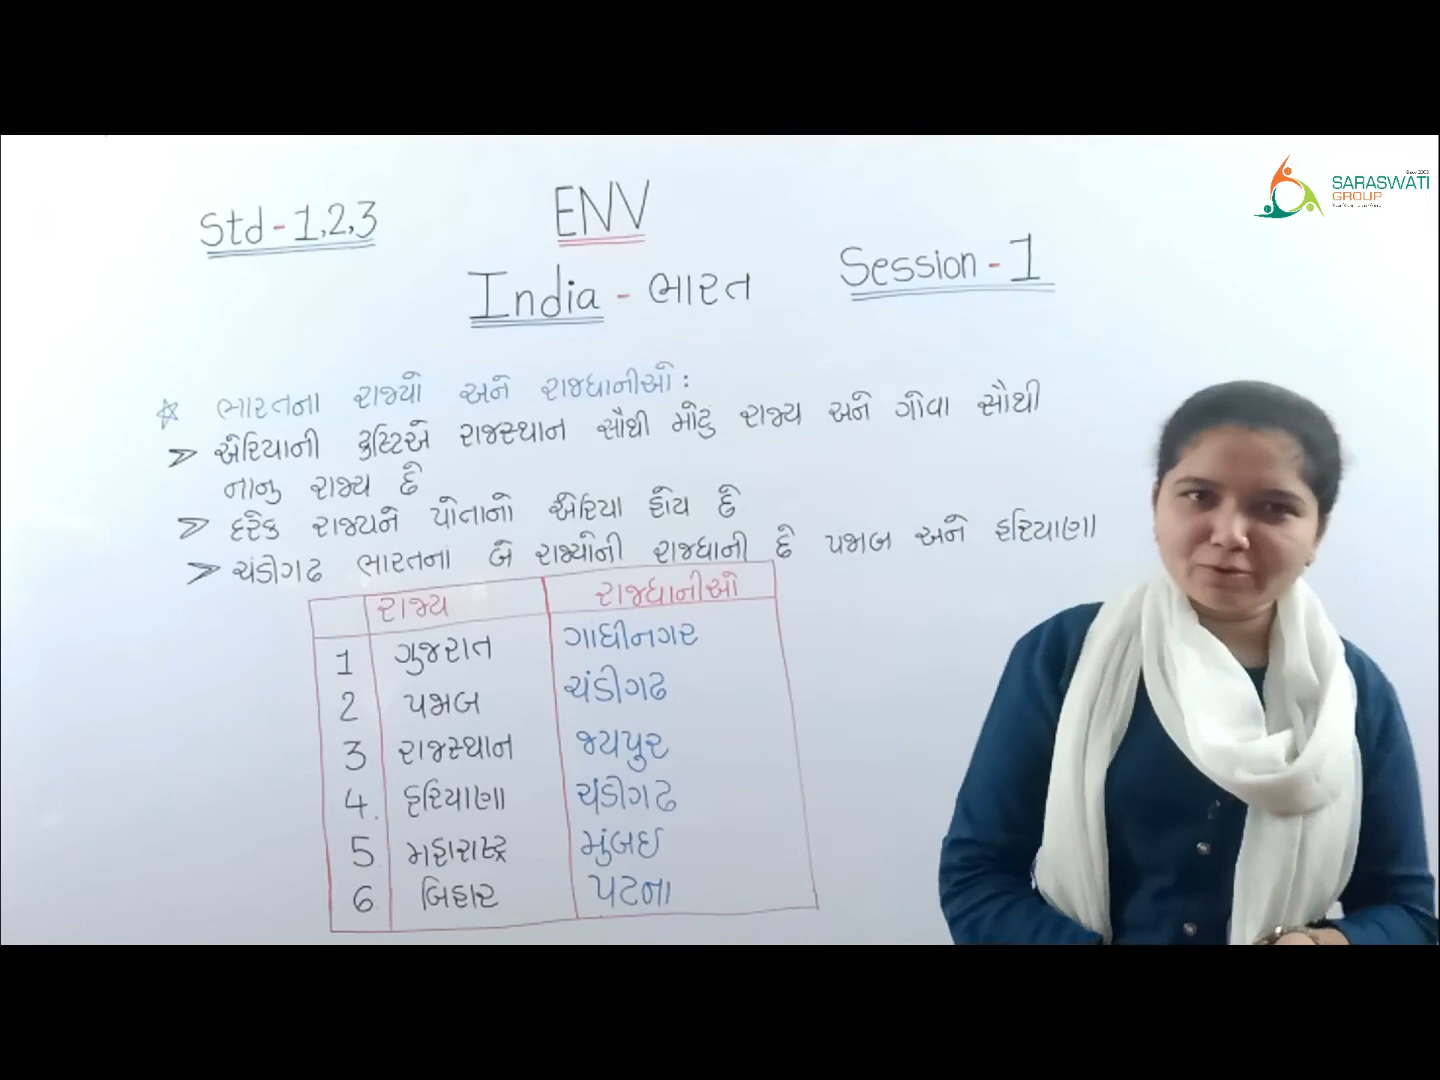 SARASWATI
GROUP
Std-1,2,3
ENV
India - ભારત
Session - 1
☆ ભારતના રાજ્યો અને રાજધાનીઓ :
➤ એરિયાની દ્રષ્ટિએ રાજસ્થાન સૌથી મોટું રાજ્ય અને ગોવા સૌથી
નાનુ રાજ્ય છે
➤ દરેક રાજ્યને પોતાનો એરિયા હોય છે
➤ ચંડીગઢ ભારતના બે રાજ્યોની રાજધાની છે પંજાબ અને હરિયાણા
રાજ્ય રાજધાનીઓ
1 ગુજરાત ગાંધીનગર
2 પંજાબ ચંડીગઢ
3 રાજસ્થાન જયપુર
4. હરિયાણા ચંડીગઢ
5 મહારાષ્ટ્ર મુંબઈ
6 બિહાર પટના